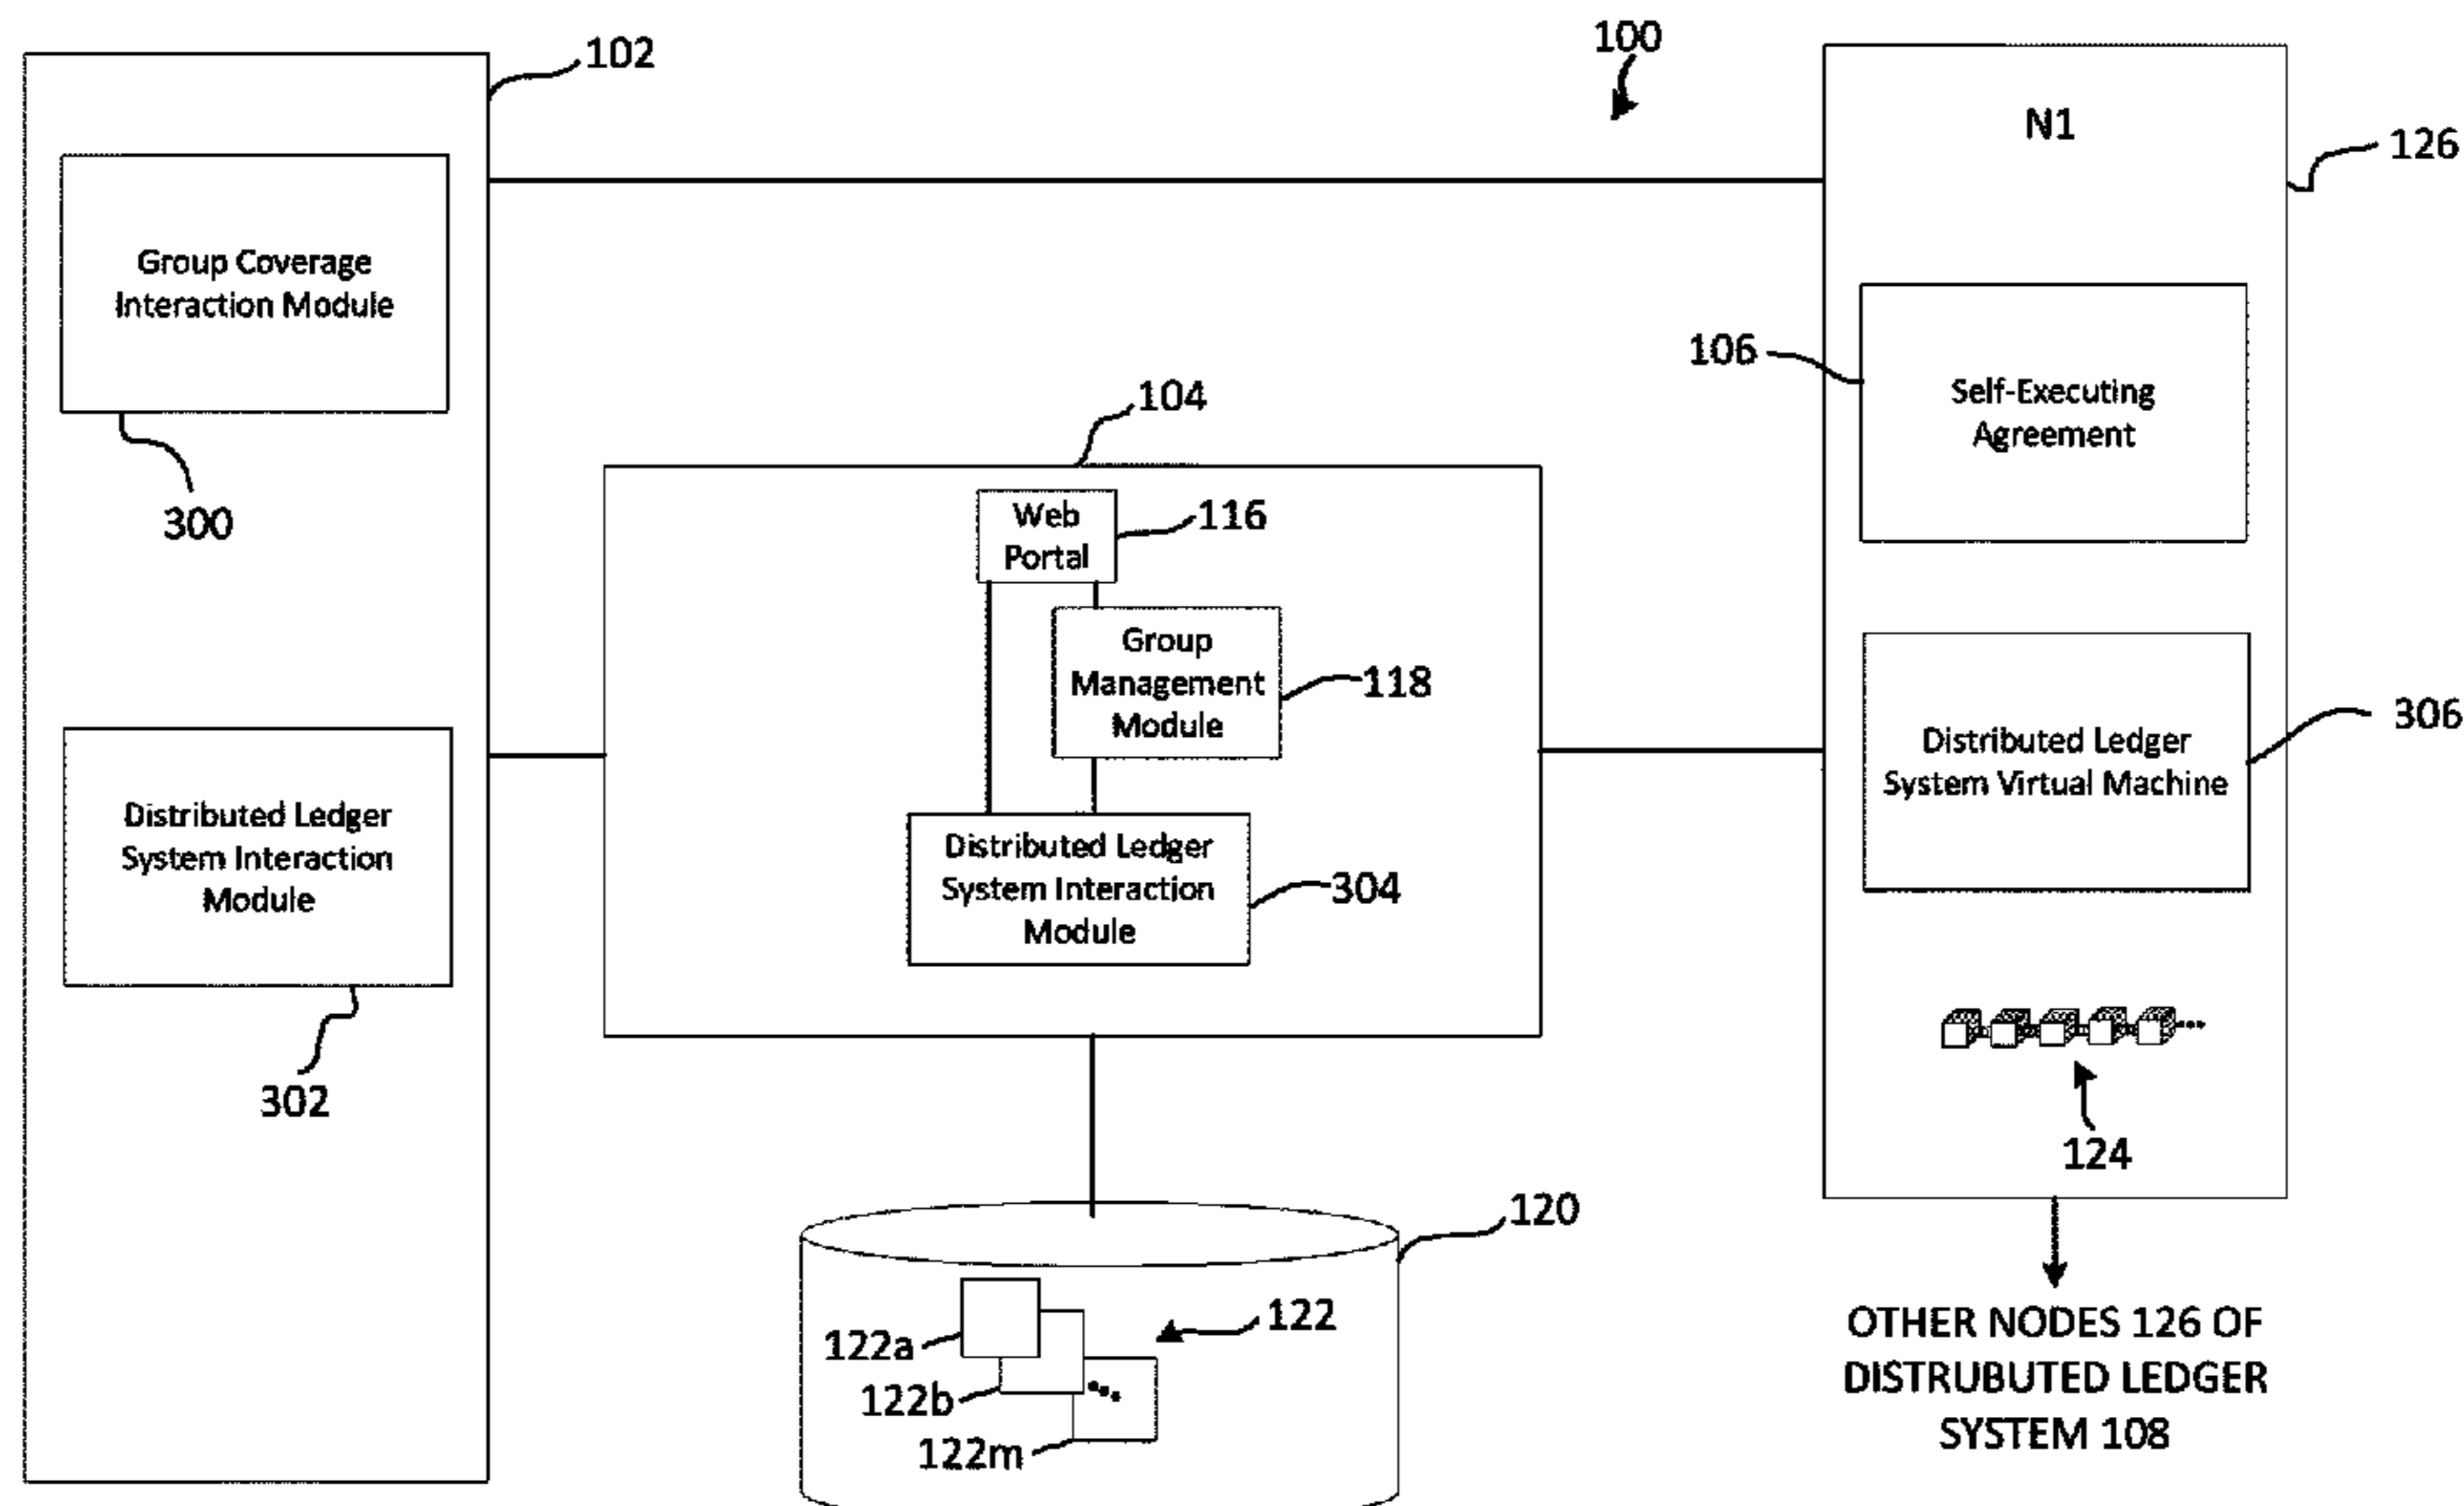 100
102
N1
126
Group Coverage
Interaction Module
300
106
Self-Executing
Agreement
104
Web
Portal
116
Group
Management
Module
118
Distributed Ledger
System Virtual Machine
306
Distributed Ledger
System Interaction
Module
302
Distributed Ledger
System Interaction
Module
304
124
120
122
122a
122b
122m
OTHER NODES 126 OF
DISTRUBUTED LEDGER
SYSTEM 108